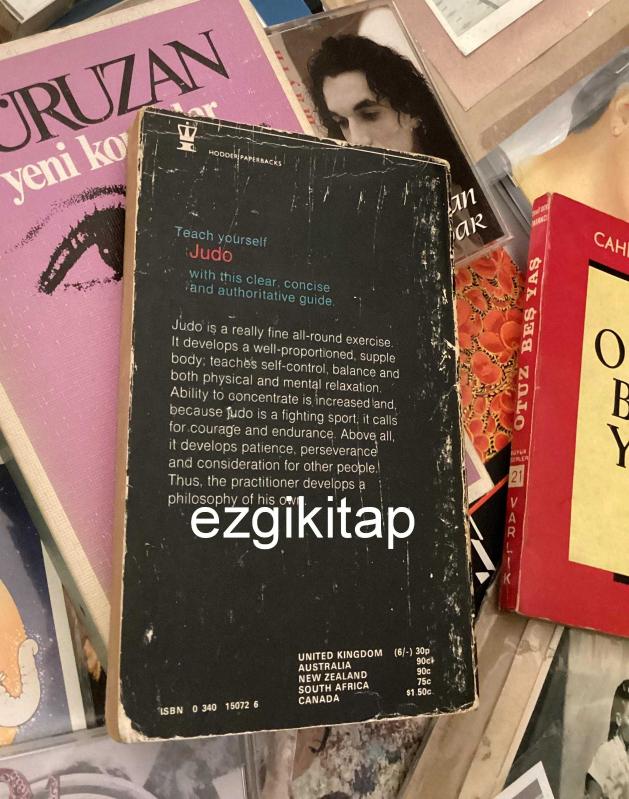 URUZAN
yeni
HODDER PAPERBACKS
Teach yourself
Judo
with this clear, concise
and authoritative guide.
Judo is a really fine all-round exercise.
It develops a well-proportioned, supple
body; teaches self-control, balance and
both physical and mental relaxation.
Ability to concentrate is increased and,
because judo is a fighting sport, it calls
for courage and endurance. Above all,
it develops patience, perseverance
and consideration for other people.
Thus, the practitioner develops a
philosophy of his own.
ezgikitap
UNITED KINGDOM (6/-) 30p
AUSTRALIA 90c
NEW ZEALAND 90c
SOUTH AFRICA 75c
CANADA $1 50c
ISBN 0 340 15072 6
an
AR
OTUZ BEŞ YAŞ
21
VARLIK
CAH
O
B
Y